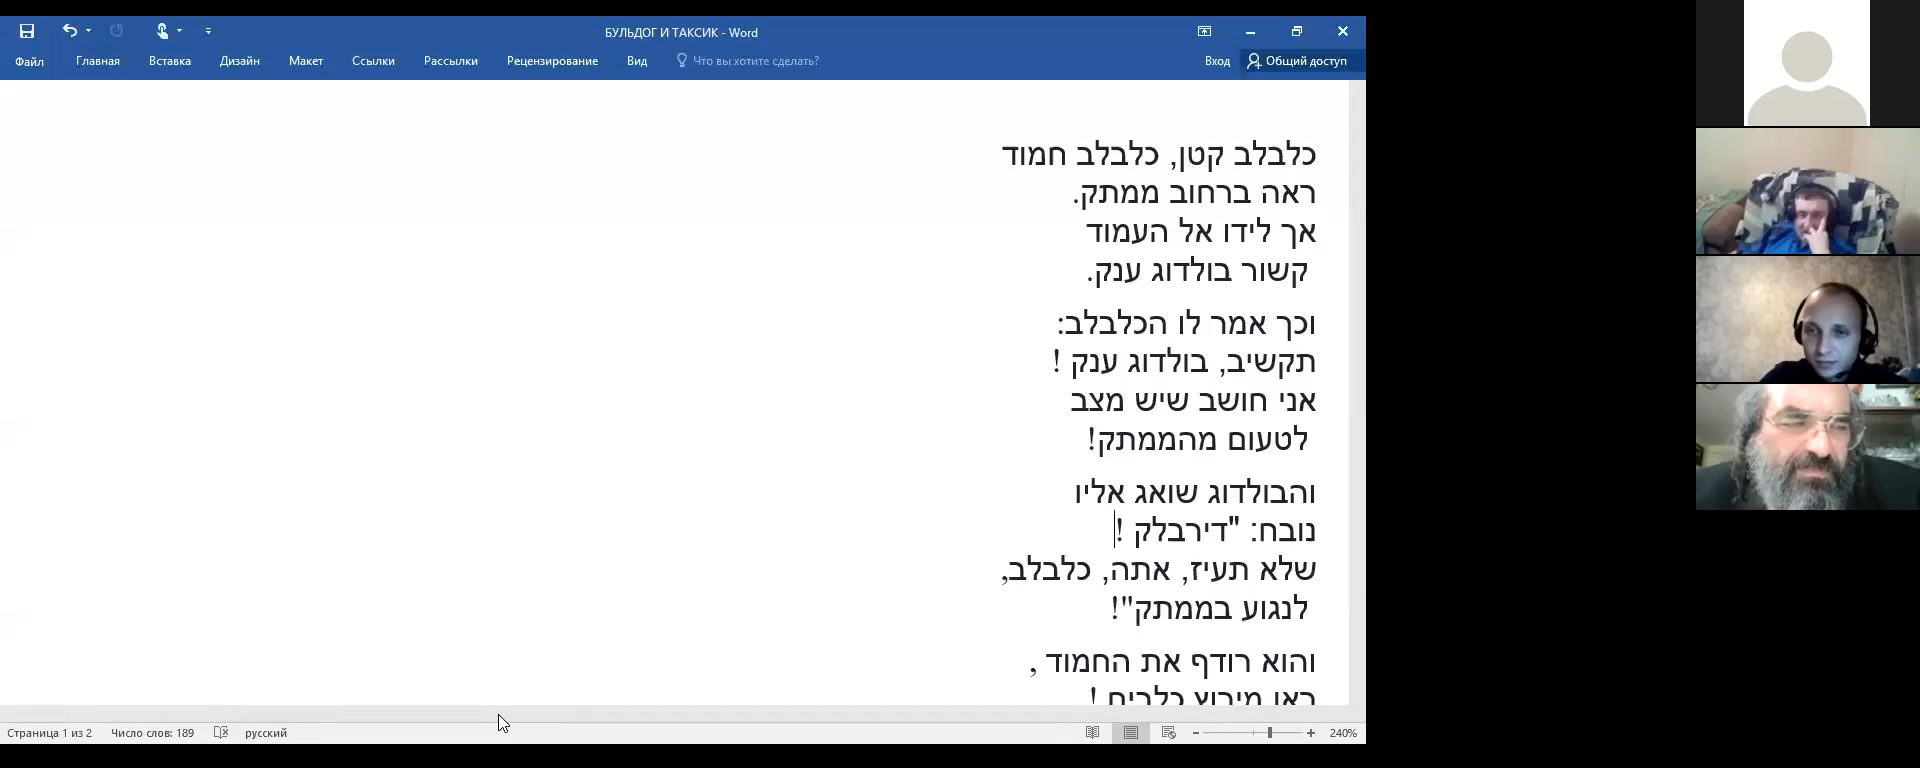 БУЛЬДОГ И ТАКСИК - Word
Файл Главная Вставка Дизайн Макет Ссылки Рассылки Рецензирование Вид Что вы хотите сделать? Вход Общий доступ
כלבלב קטן, כלבלב חמוד
ראה ברחוב ממתק.
אך לידו אל העמוד
קשור בולדוג ענק.
וכך אמר לו הכלבלב:
תקשיב, בולדוג ענק !
אני חושב שיש מצב
לטעום מהממתק!
והבולדוג שואג אליו
נובח: "דירבלק !
שלא תעיז, אתה, כלבלב,
לנגוע בממתק"!
והוא רודף את החמוד ,
ראו מירוץ כלבים !
Страница 1 из 2 Число слов: 189 русский 240%